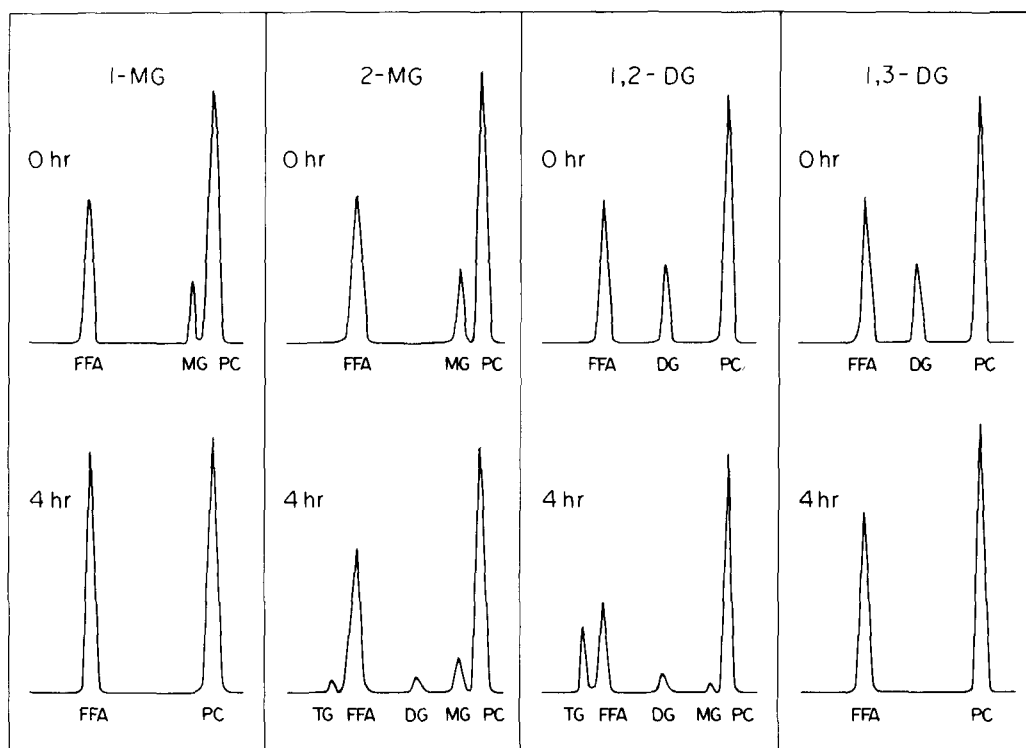 1-MG
2-MG
1,2-DG
1,3-DG
0 hr
0 hr
0 hr
0 hr
FFA MG PC
FFA MG PC
FFA DG PC
FFA DG PC
4 hr
4 hr
4 hr
4 hr
FFA PC
TG FFA DG MG PC
TG FFA DG MG PC
FFA PC